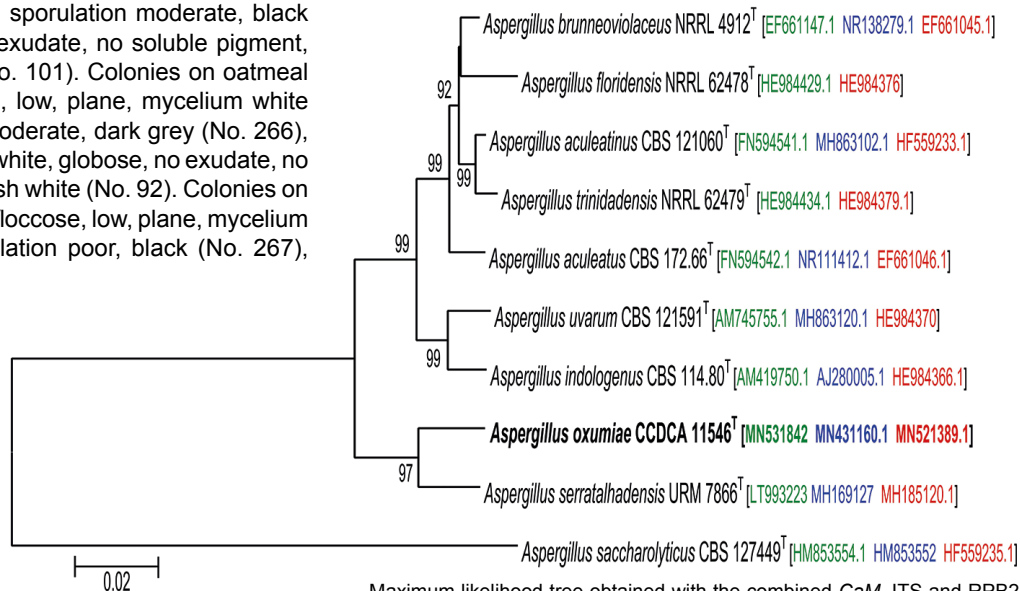 sporulation moderate, black
exudate, no soluble pigment,
o. 101). Colonies on oatmeal
, low, plane, mycelium white
oderate, dark grey (No. 266),
white, globose, no exudate, no
sh white (No. 92). Colonies on
floccose, low, plane, mycelium
lation poor, black (No. 267),
Aspergillus brunneoviolaceus NRRL 4912T [EF661147.1 NR138279.1 EF661045.1]
Aspergillus floridensis NRRL 62478T [HE984429.1 HE984376]
92
Aspergillus aculeatinus CBS 121060T [FN594541.1 MH863102.1 HF559233.1]
99
99
Aspergillus trinidadensis NRRL 62479T [HE984434.1 HE984379.1]
99
Aspergillus aculeatus CBS 172.66T [FN594542.1 NR111412.1 EF661046.1]
Aspergillus uvarum CBS 121591T [AM745755.1 MH863120.1 HE984370]
99
Aspergillus indologenus CBS 114.80T [AM419750.1 AJ280005.1 HE984366.1]
Aspergillus oxumiae CCDCA 11546T [MN531842 MN431160.1 MN521389.1]
97
Aspergillus serratalhadensis URM 7866T [LT993223 MH169127 MH185120.1]
Aspergillus saccharolyticus CBS 127449T [HM853554.1 HM853552 HF559235.1]
0.02
Maximum likelihood tree obtained with the combined CaM, ITS and RPB2